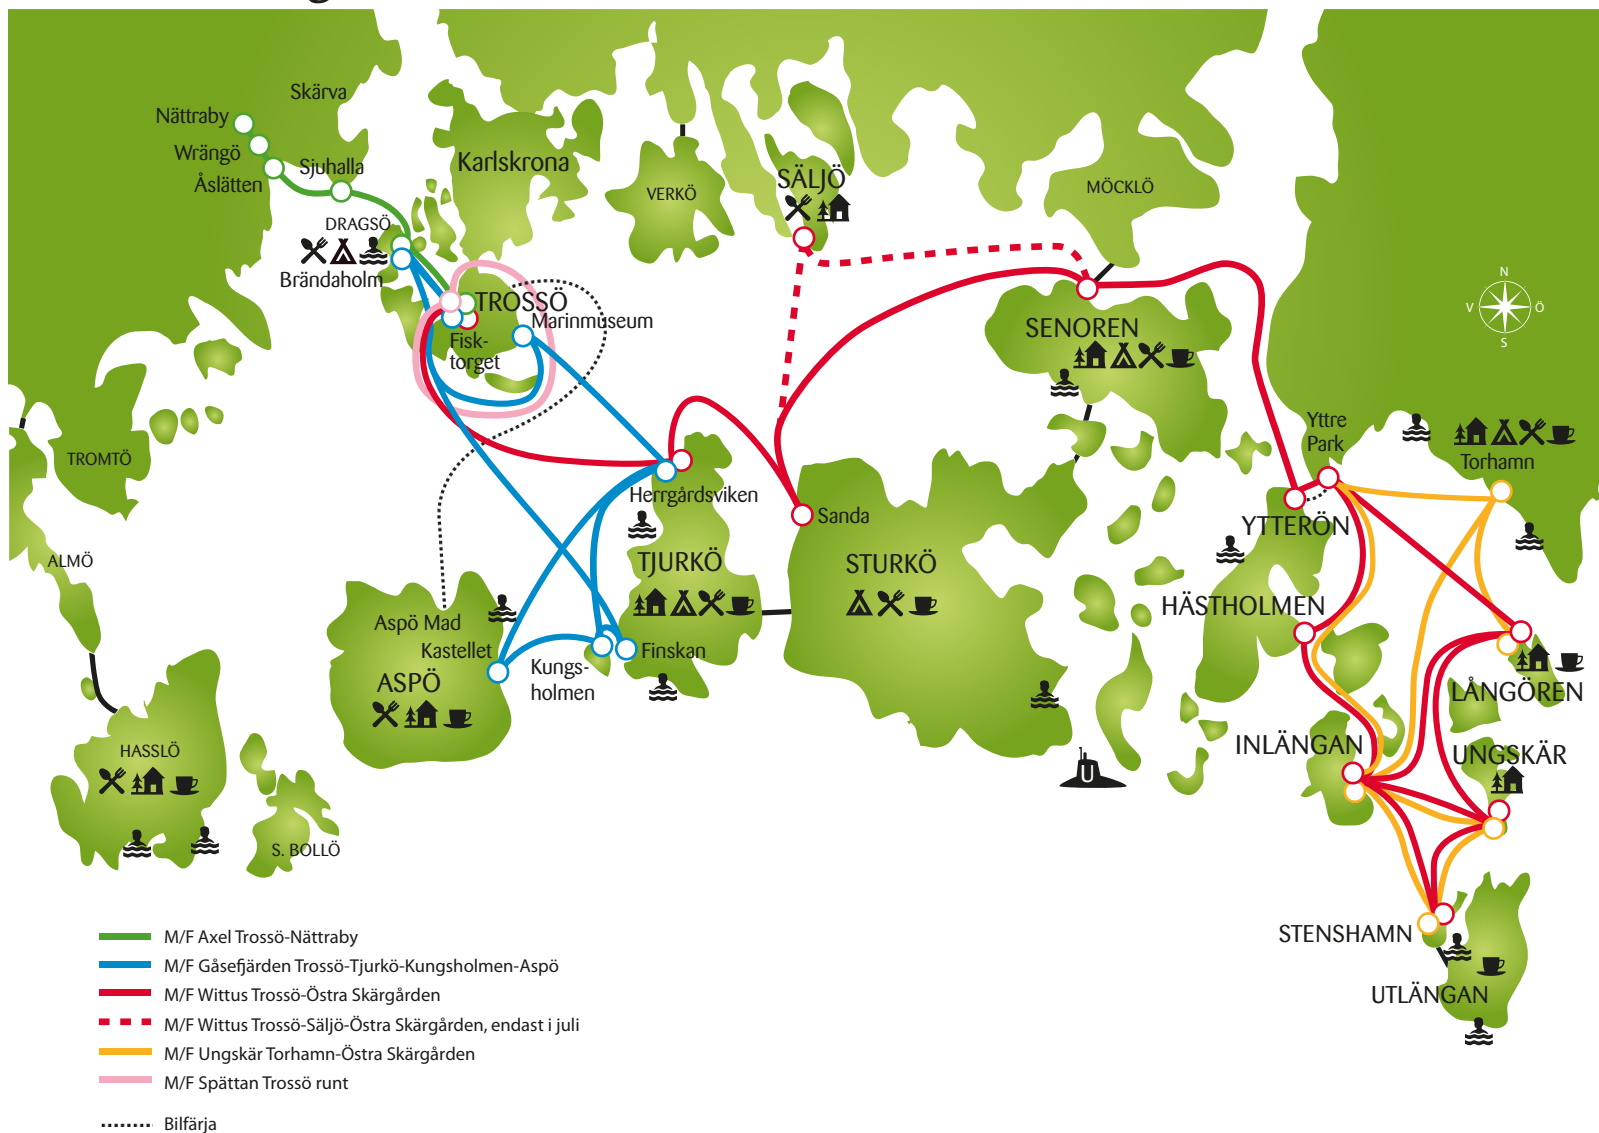 Skärva
Nättraby
Wrängö
Åslätten
Sjuhalla
Karlskrona
VERKÖ
SÄLJÖ
MÖCKLÖ
DRAGSÖ
Brändaholm
TROSSÖ
Marinmuseum
Fisk-
torget
SENOREN
N
V
Ö
S
Yttre
Park
Torhamn
TROMTÖ
Herrgårdsviken
Sanda
YTTERÖN
ALMÖ
TJURKÖ
STURKÖ
HÄSTHOLMEN
Aspö Mad
Kastellet
Kungs-
holmen
Finskan
ASPÖ
LÅNGÖREN
HASSLÖ
INLÄNGAN
UNGSKÄR
U
S. BOLLÖ
STENSHAMN
UTLÄNGAN
M/F Axel Trossö-Nättraby
M/F Gåsefjärden Trossö-Tjurkö-Kungsholmen-Aspö
M/F Wittus Trossö-Östra Skärgården
M/F Wittus Trossö-Säljö-Östra Skärgården, endast i juli
M/F Ungskär Torhamn-Östra Skärgården
M/F Spättan Trossö runt
Bilfärja